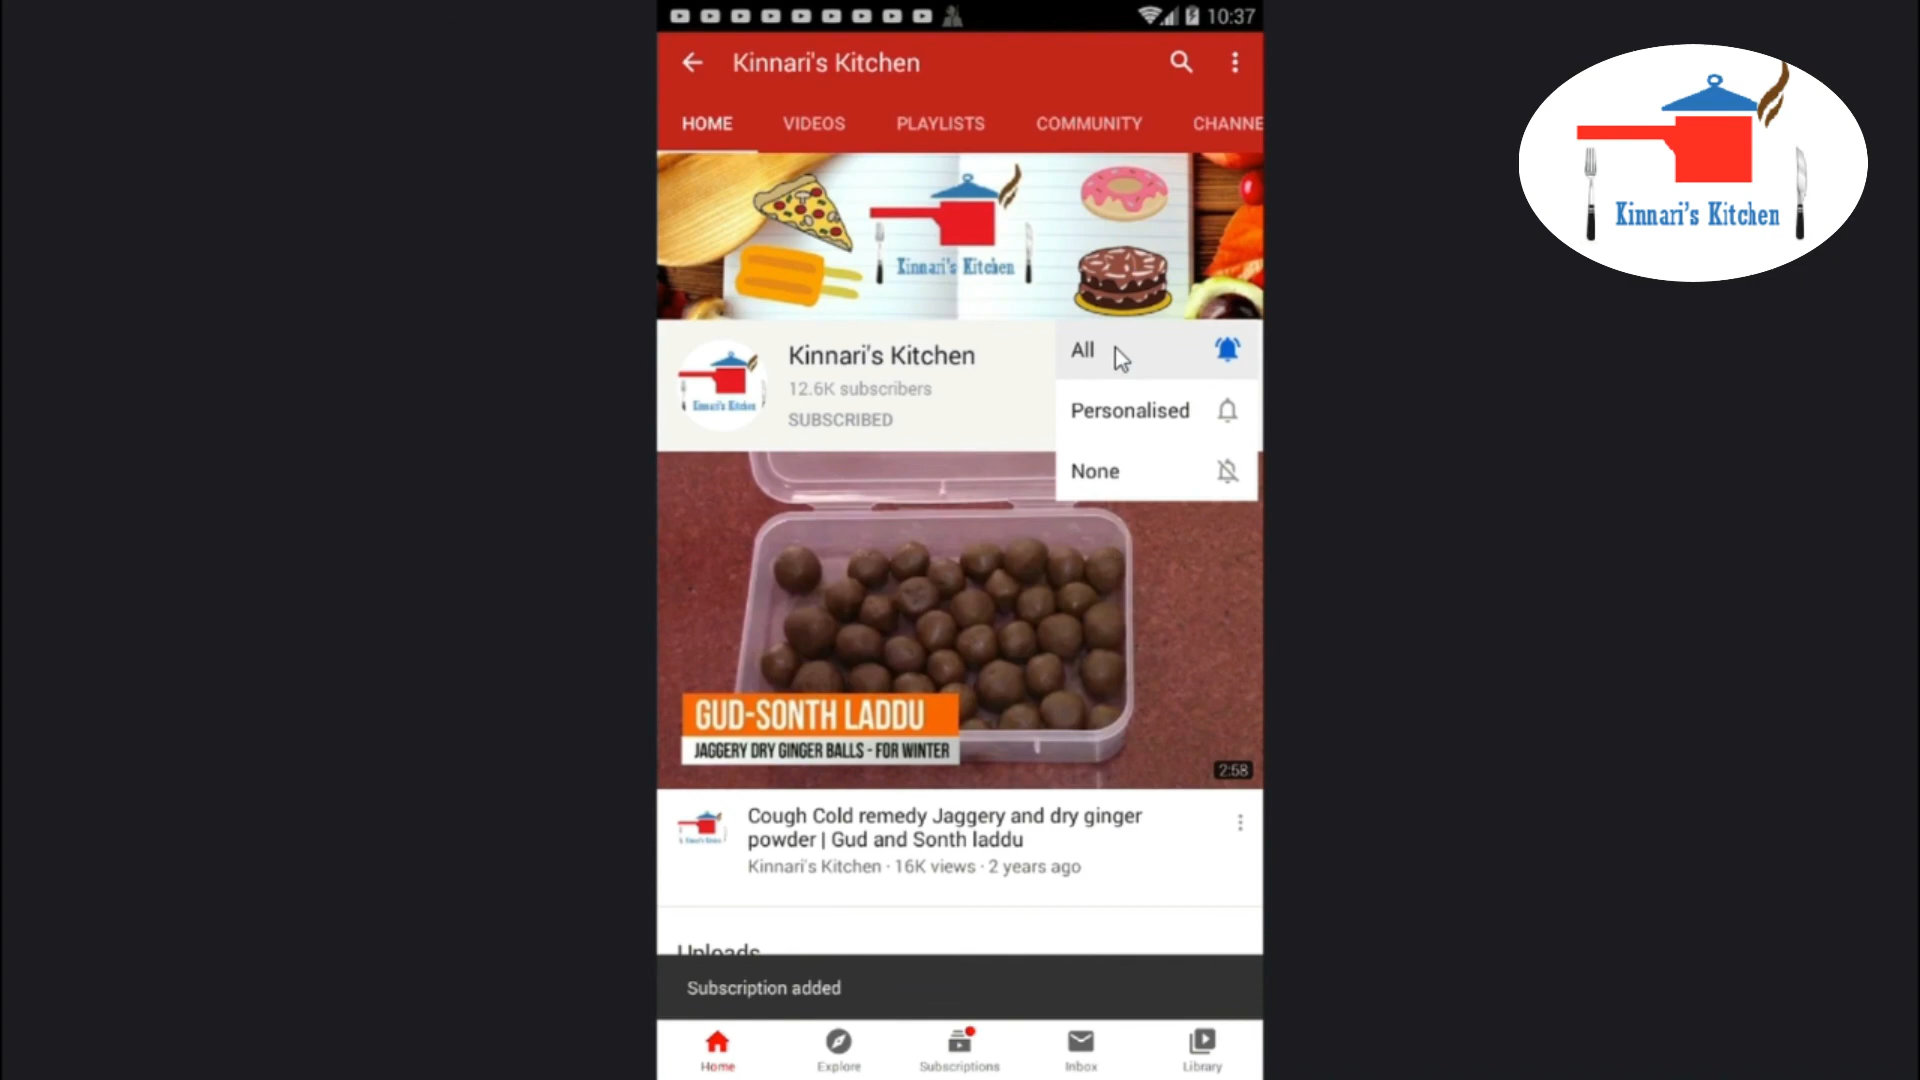 10:37
Kinnari's Kitchen
HOME VIDEOS PLAYLISTS COMMUNITY CHANNE
Kinnari's Kitchen
Kinnari's Kitchen
Kinnari's Kitchen
12.6K subscribers
SUBSCRIBED
Kinnari's Kitchen
All
Personalised
None
GUD-SONTH LADDU
JAGGERY DRY GINGER BALLS - FOR WINTER
2:58
Cough Cold remedy Jaggery and dry ginger
powder | Gud and Sonth laddu
Kinnari's Kitchen · 16K views · 2 years ago
Uploads
Subscription added
Home Explore Subscriptions Inbox Library